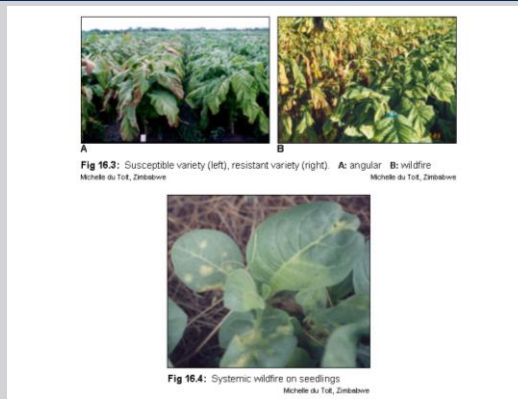 A
B
Fig 16.3: Susceptible variety (left), resistant variety (right). A: angular B: wildfire
Michelle du Toit, Zimbabwe
Michelle du Toit, Zimbabwe
Fig 16.4: Systemic wildfire on seedlings
Michelle du Toit, Zimbabwe